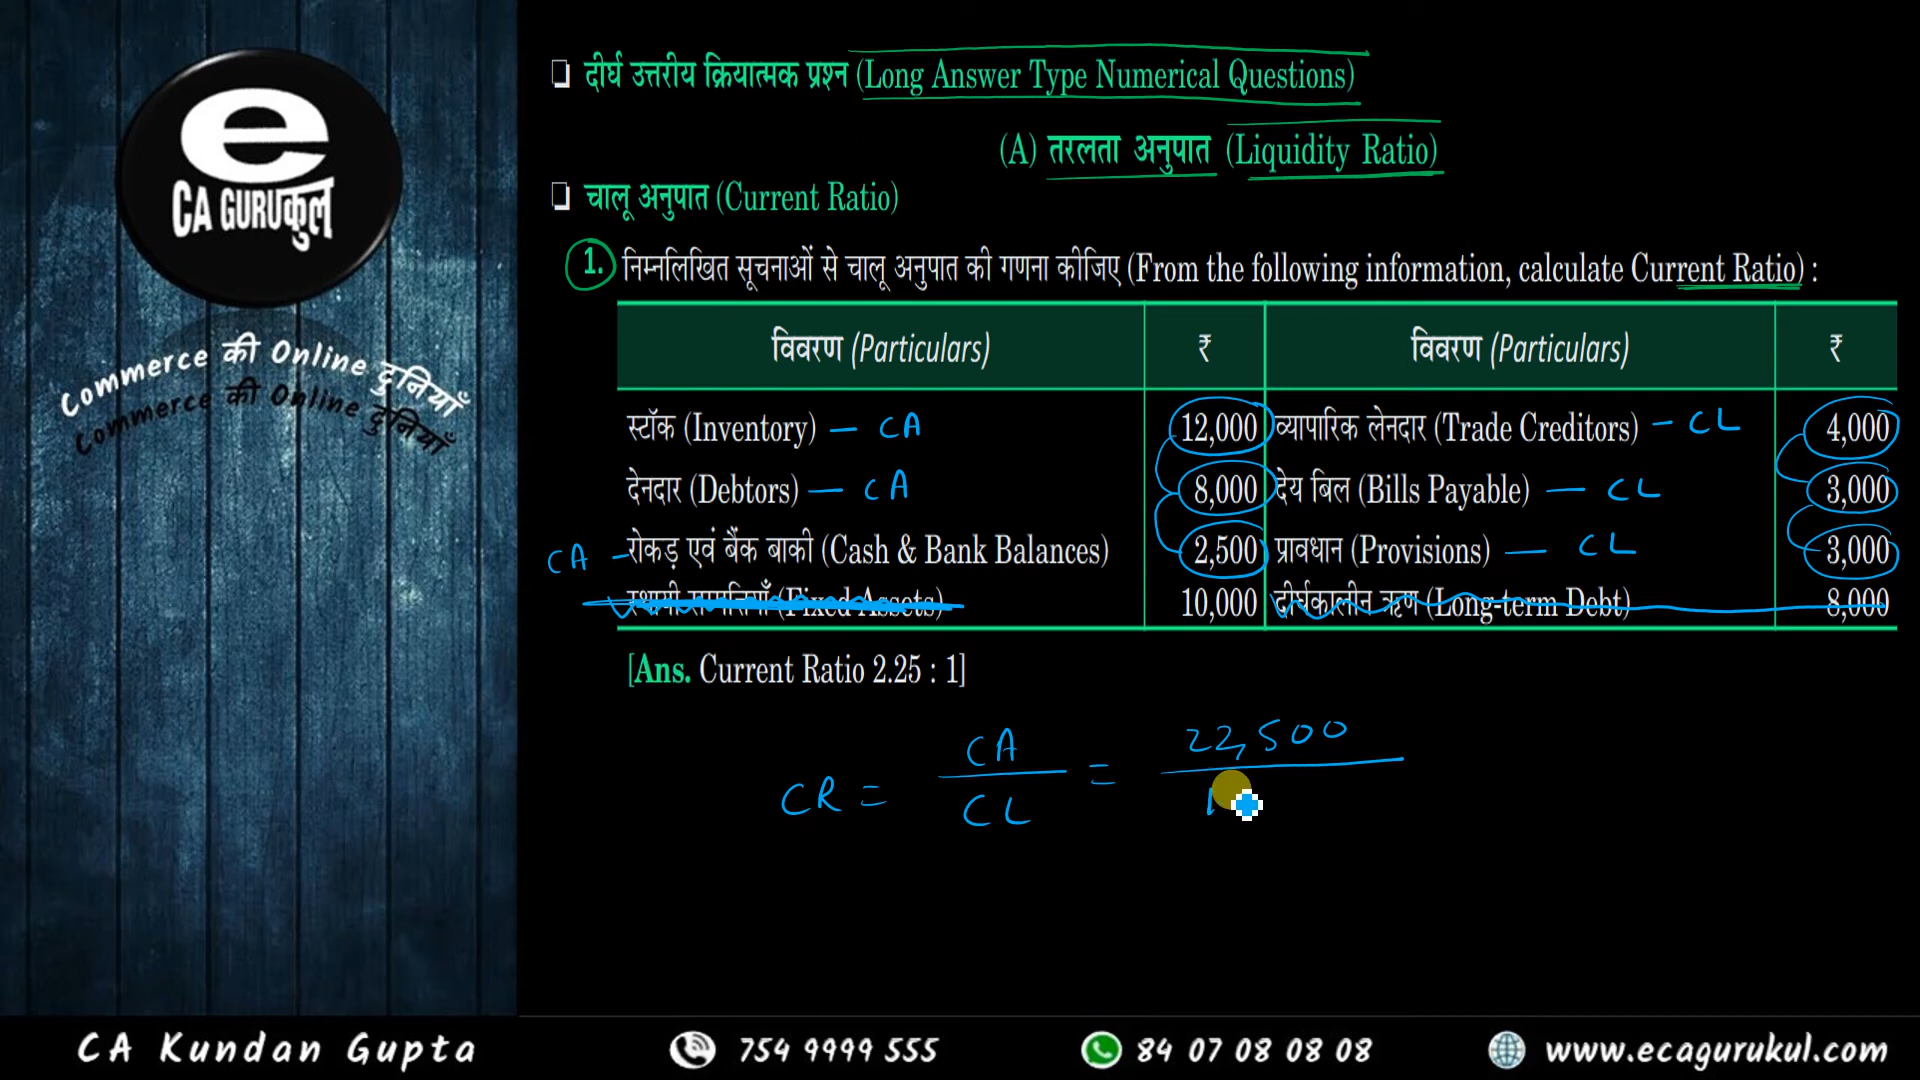 e
CA GURUकुल
Commerce की Online दुनियाँ
Commerce की Online दुनियाँ
❑ दीर्घ उत्तरीय क्रियात्मक प्रश्न (Long Answer Type Numerical Questions)
(A) तरलता अनुपात (Liquidity Ratio)
❑ चालू अनुपात (Current Ratio)
1. निम्नलिखित सूचनाओं से चालू अनुपात की गणना कीजिए (From the following information, calculate Current Ratio) :
विवरण (Particulars) ₹ विवरण (Particulars) ₹
स्टॉक (Inventory) — CA 12,000 व्यापारिक लेनदार (Trade Creditors) — CL 4,000
देनदार (Debtors) — CA 8,000 देय बिल (Bills Payable) — CL 3,000
CA — रोकड़ एवं बैंक बाकी (Cash & Bank Balances) 2,500 प्रावधान (Provisions) — CL 3,000
स्थायी सम्पत्तियाँ (Fixed Assets) 10,000 दीर्घकालीन ऋण (Long-term Debt) 8,000
[Ans. Current Ratio 2.25 : 1]
CR = CA / CL = 22,500 / 1
CA Kundan Gupta 754 9999 555 84 07 08 08 08 www.ecagurukul.com